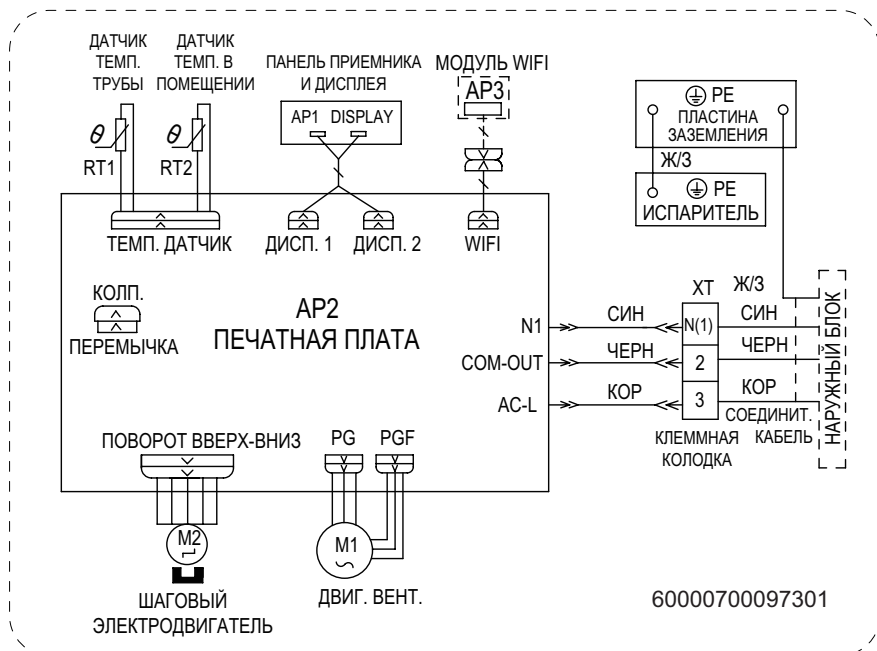 ДАТЧИК
ТЕМП.
ТРУБЫ
ДАТЧИК
ТЕМП. В
ПОМЕЩЕНИИ
ПАНЕЛЬ ПРИЕМНИКА
И ДИСПЛЕЯ
МОДУЛЬ WIFI
AP1 DISPLAY
AP3
PE
ПЛАСТИНА
ЗАЗЕМЛЕНИЯ
θ
RT1
θ
RT2
Ж/З
PE
ИСПАРИТЕЛЬ
ТЕМП. ДАТЧИК
ДИСП. 1
ДИСП. 2
WIFI
КОЛП.
ПЕРЕМЫЧКА
AP2
ПЕЧАТНАЯ ПЛАТА
XT
Ж/З
N1
СИН
N(1)
СИН
COM-OUT
ЧЕРН
2
ЧЕРН
AC-L
КОР
3
КОР
НАРУЖНЫЙ БЛОК
КЛЕММНАЯ
КОЛОДКА
СОЕДИНИТ.
КАБЕЛЬ
ПОВОРОТ ВВЕРХ-ВНИЗ
PG
PGF
M2
M1
ШАГОВЫЙ
ЭЛЕКТРОДВИГАТЕЛЬ
ДВИГ. ВЕНТ.
60000700097301